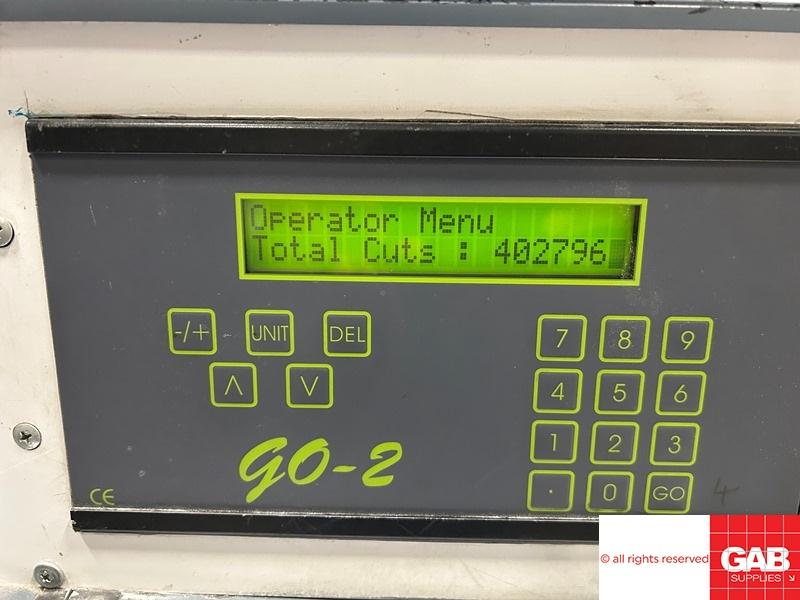 Operator Menu
Total Cuts : 402796
-/+ UNIT DEL
Λ V
7 8 9
4 5 6
1 2 3
. 0 GO
GO-2
CE
4
© all rights reserved
GAB
SUPPLIES